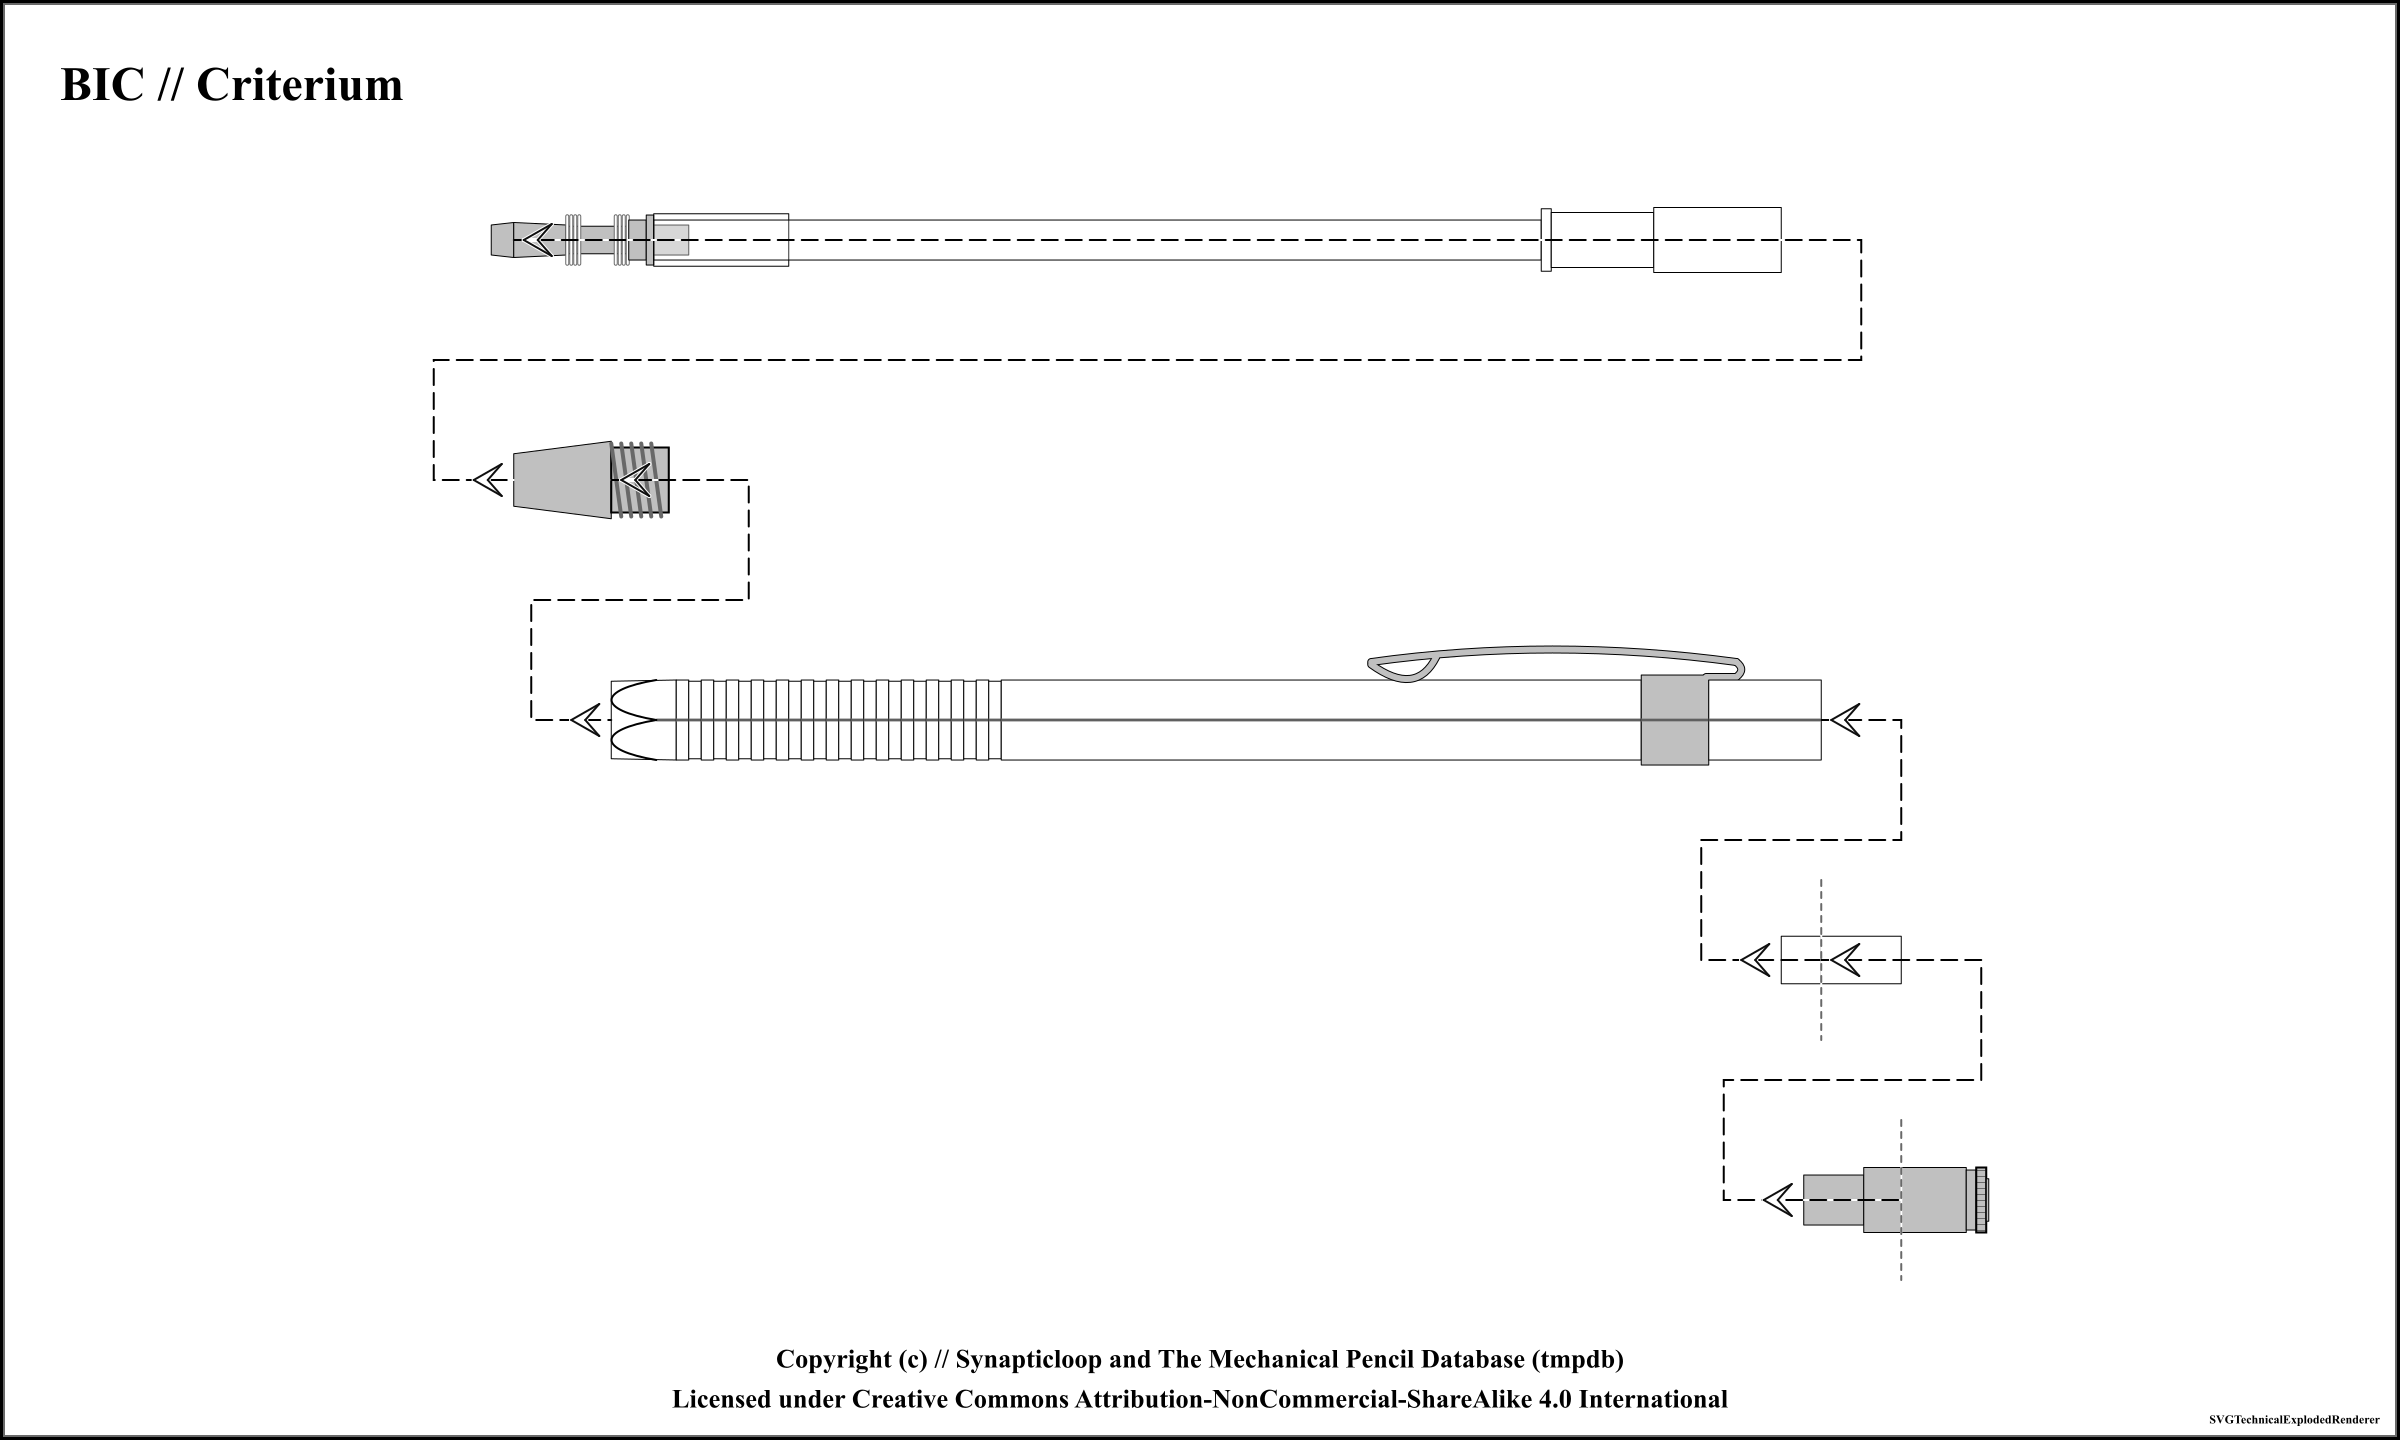 BIC // Criterium
Copyright (c) // Synapticloop and The Mechanical Pencil Database (tmpdb)
Licensed under Creative Commons Attribution-NonCommercial-ShareAlike 4.0 International
SVGTechnicalExplodedRenderer